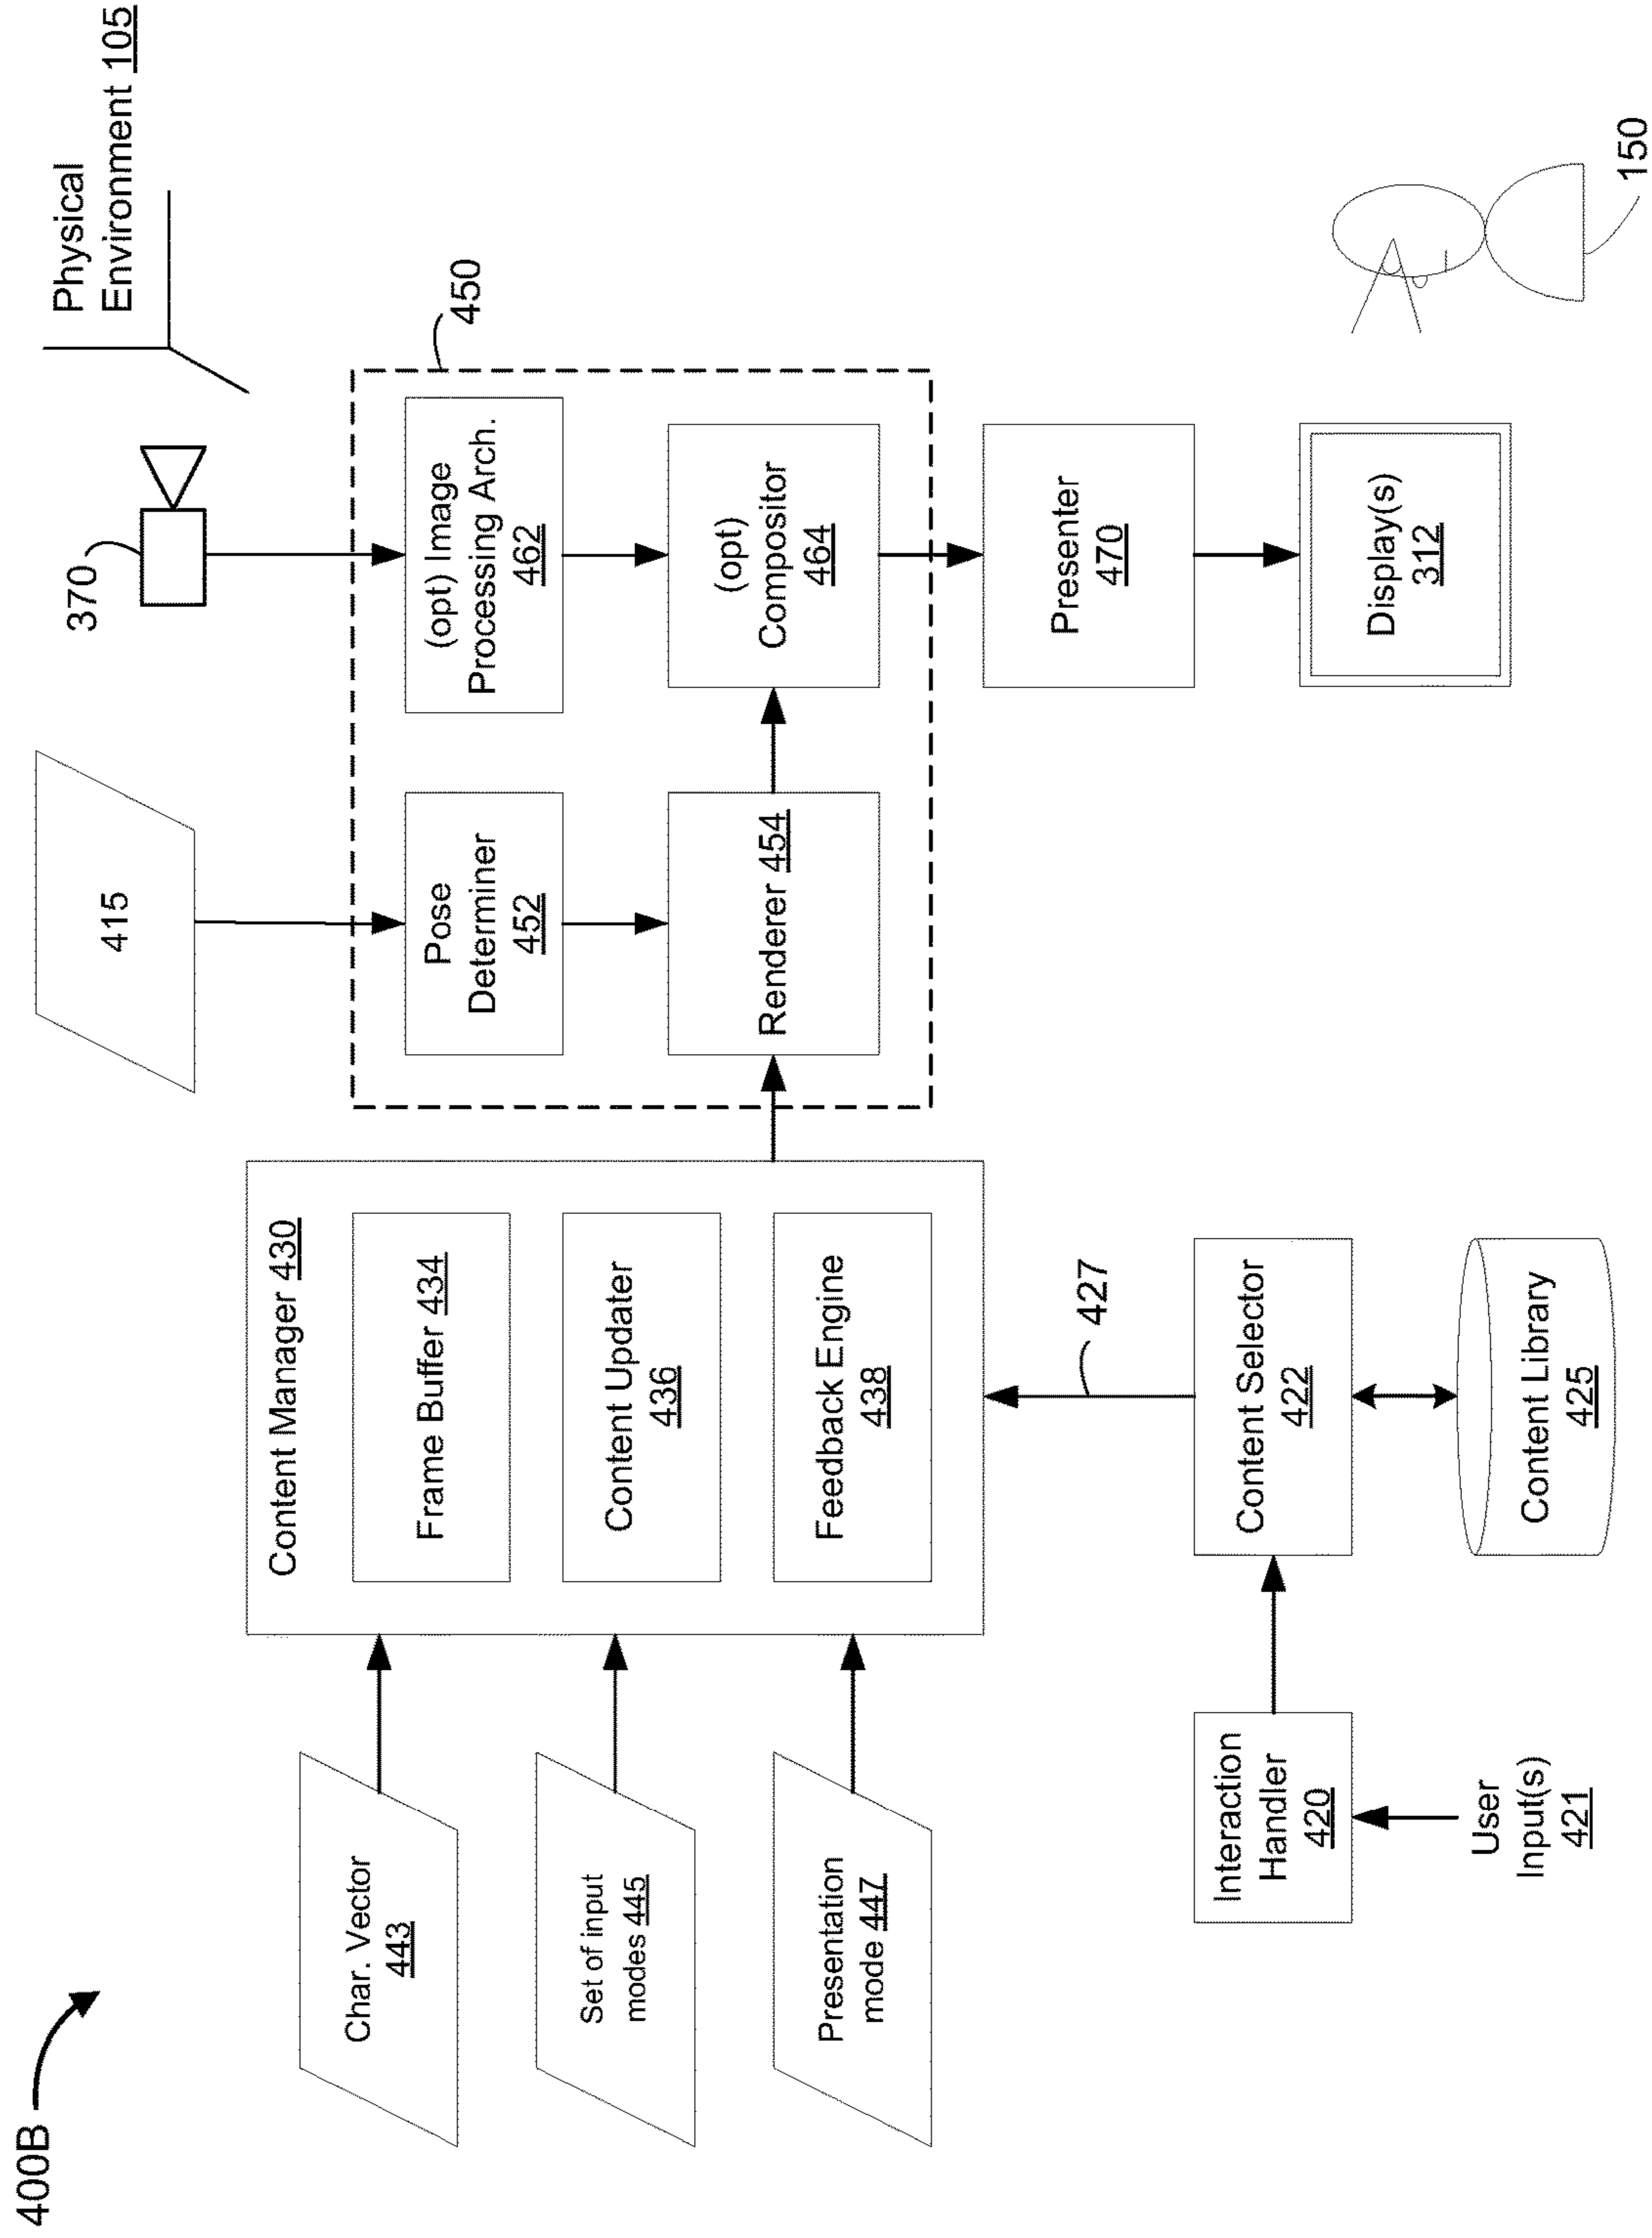 400B
Physical
Environment 105
370
415
450
Pose
Determiner
452
(opt) Image
Processing Arch.
462
Renderer 454
(opt)
Compositor
464
Char. Vector
443
Set of input
modes 445
Presentation
mode 447
Content Manager 430
Frame Buffer 434
Content Updater
436
Feedback Engine
438
427
Presenter
470
Display(s)
312
150
Interaction
Handler
420
User
Input(s)
421
Content Selector
422
Content Library
425